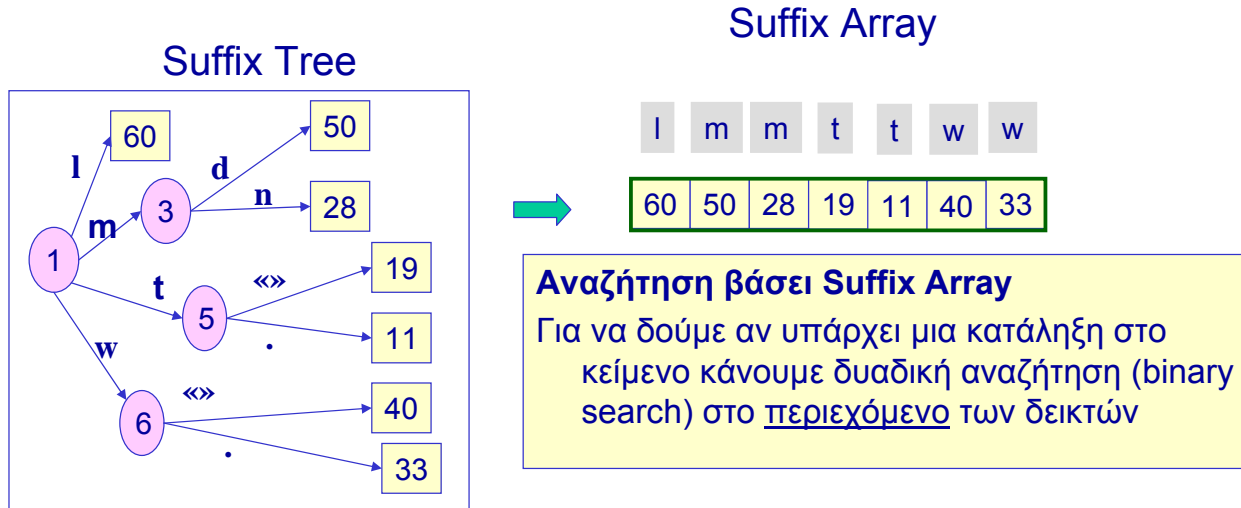 Suffix Array
Suffix Tree
l m m t t w w
60 50 28 19 11 40 33
60
50
l
d
3
n
28
m
1
19
t
«»
5
11
.
w
«»
40
6
.
33
Αναζήτηση βάσει Suffix Array
Για να δούμε αν υπάρχει μια κατάληξη στο
κείμενο κάνουμε δυαδική αναζήτηση (binary
search) στο περιεχόμενο των δεικτών